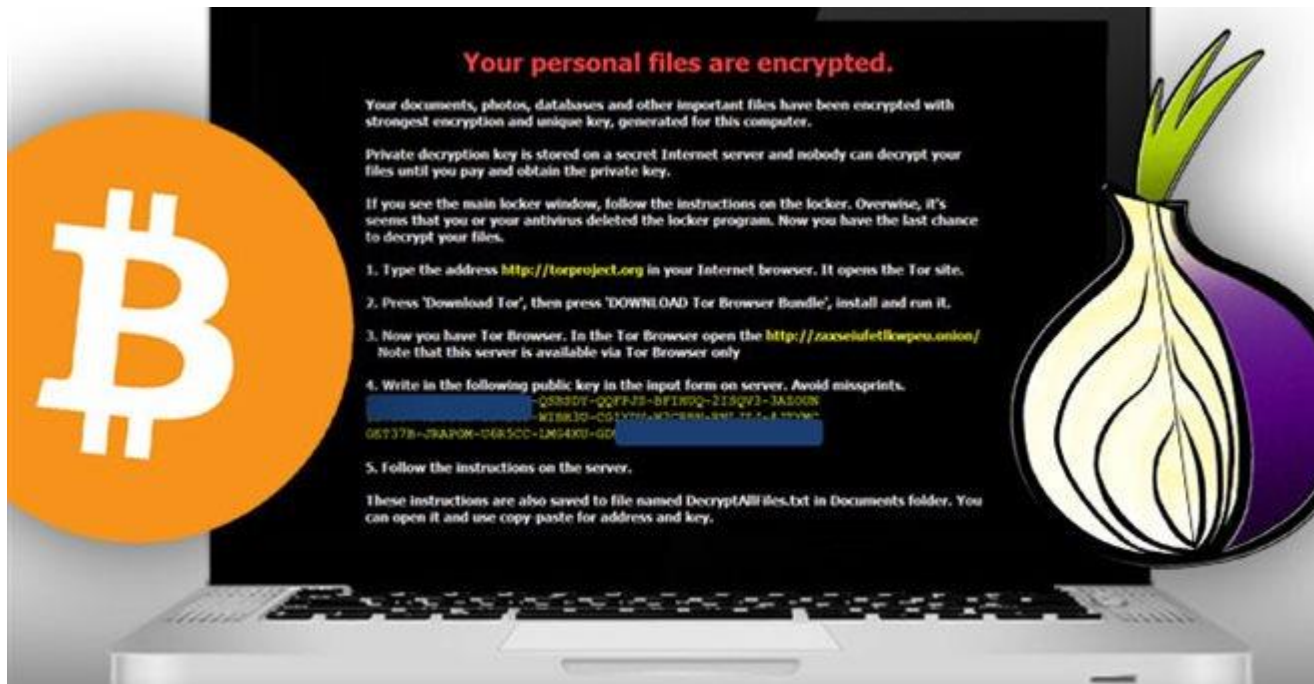 Your personal files are encrypted.
Your documents, photos, databases and other important files have been encrypted with
strongest encryption and unique key, generated for this computer.
Private decryption key is stored on a secret Internet server and nobody can decrypt your
files until you pay and obtain the private key.
If you see the main locker window, follow the instructions on the locker. Overwise, it's
seems that you or your antivirus deleted the locker program. Now you have the last chance
to decrypt your files.
1. Type the address http://torproject.org in your Internet browser. It opens the Tor site.
2. Press 'Download Tor', then press 'DOWNLOAD Tor Browser Bundle', install and run it.
3. Now you have Tor Browser. In the Tor Browser open the
Note that this server is available via Tor Browser only
4. Write in the following public key in the input form on server. Avoid missprints.
5. Follow the instructions on the server.
These instructions are also saved to file named DecryptAllFiles.txt in Documents folder. You
can open it and use copy-paste for address and key.